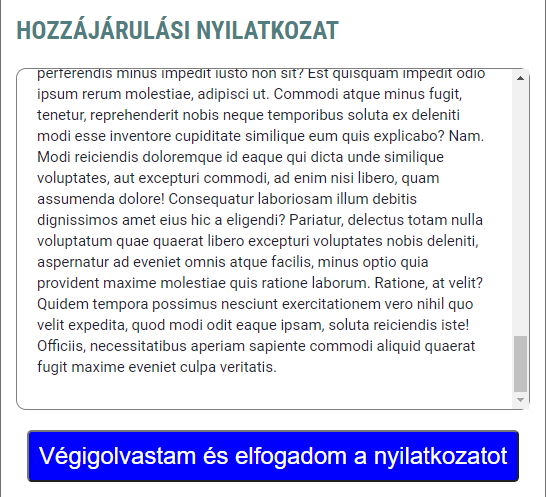 HOZZÁJÁRULÁSI NYILATKOZAT
perferendis minus impedit iusto non sit? Est quisquam impedit odio
ipsum rerum molestiae, adipisci ut. Commodi atque minus fugit,
tenetur, reprehenderit nobis neque temporibus soluta ex deleniti
modi esse inventore cupiditate similique eum quis explicabo? Nam.
Modi reiciendis doloremque id eaque qui dicta unde similique
voluptates, aut excepturi commodi, ad enim nisi libero, quam
assumenda dolore! Consequatur laboriosam illum debitis
dignissimos amet eius hic a eligendi? Pariatur, delectus totam nulla
voluptatum quae quaerat libero excepturi voluptates nobis deleniti,
aspernatur ad eveniet omnis atque facilis, minus optio quia
provident maxime molestiae quis ratione laborum. Ratione, at velit?
Quidem tempora possimus nesciunt exercitationem vero nihil quo
velit expedita, quod modi odit eaque ipsam, soluta reiciendis iste!
Officiis, necessitatibus aperiam sapiente commodi aliquid quaerat
fugit maxime eveniet culpa veritatis.
Végigolvastam és elfogadom a nyilatkozatot